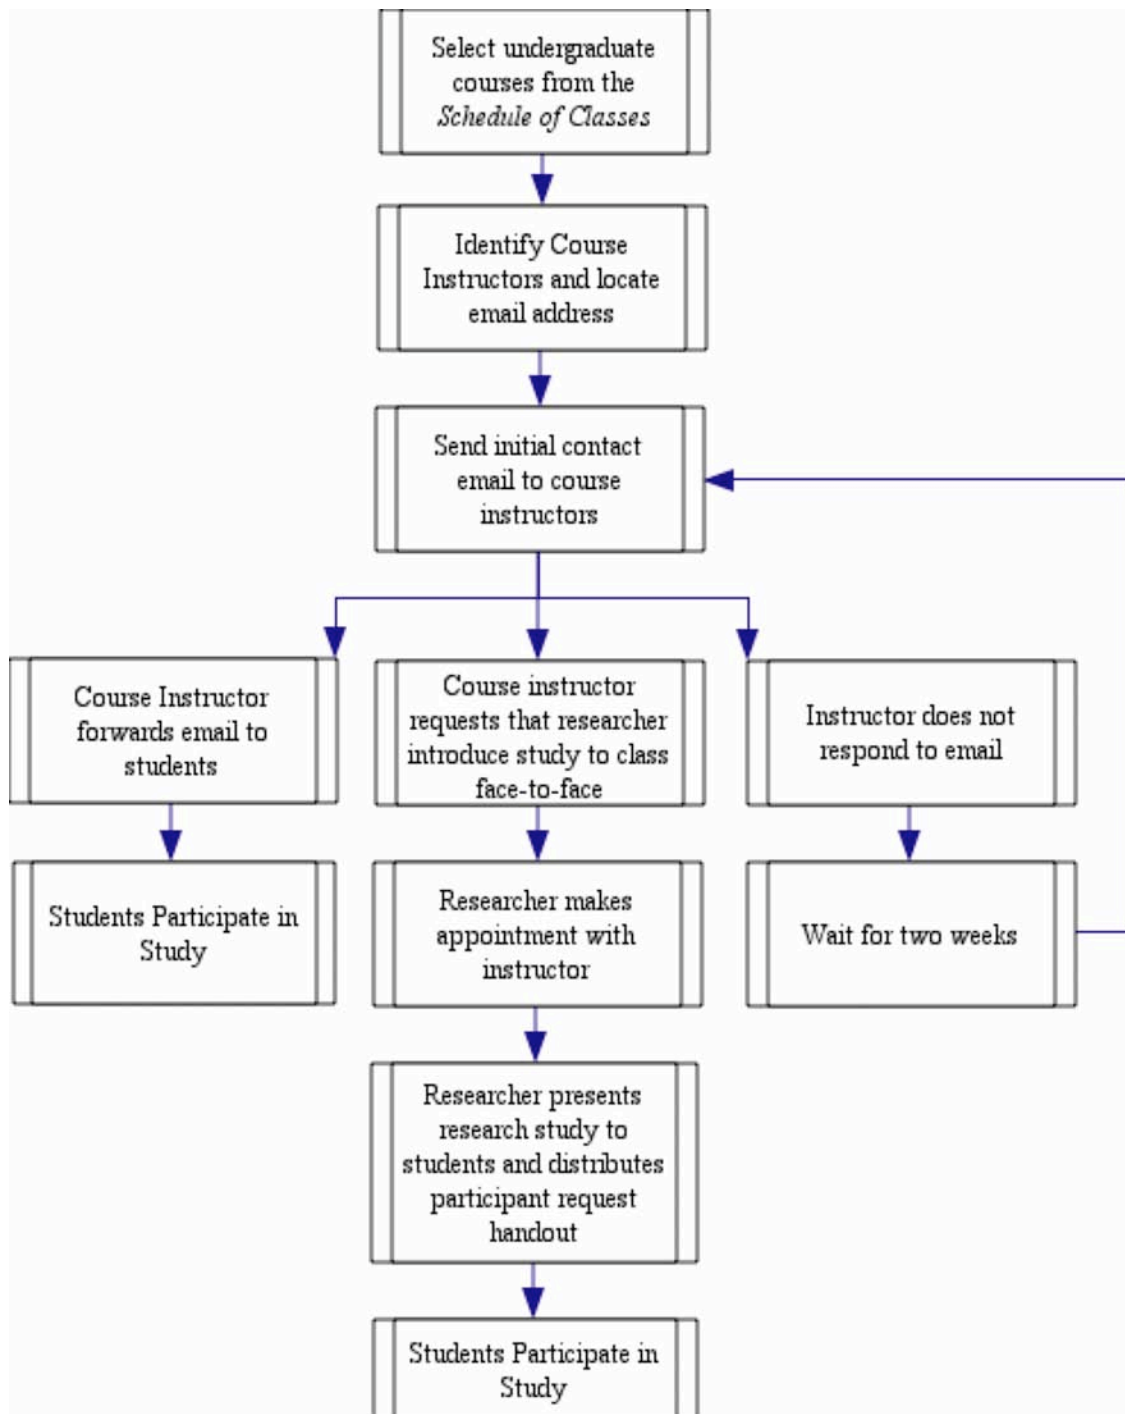 Select undergraduate
courses from the
Schedule of Classes
Identify Course
Instructors and locate
email address
Send initial contact
email to course
instructors
Course Instructor
forwards email to
students
Course instructor
requests that researcher
introduce study to class
face-to-face
Instructor does not
respond to email
Students Participate in
Study
Researcher makes
appointment with
instructor
Wait for two weeks
Researcher presents
research study to
students and distributes
participant request
handout
Students Participate in
Study